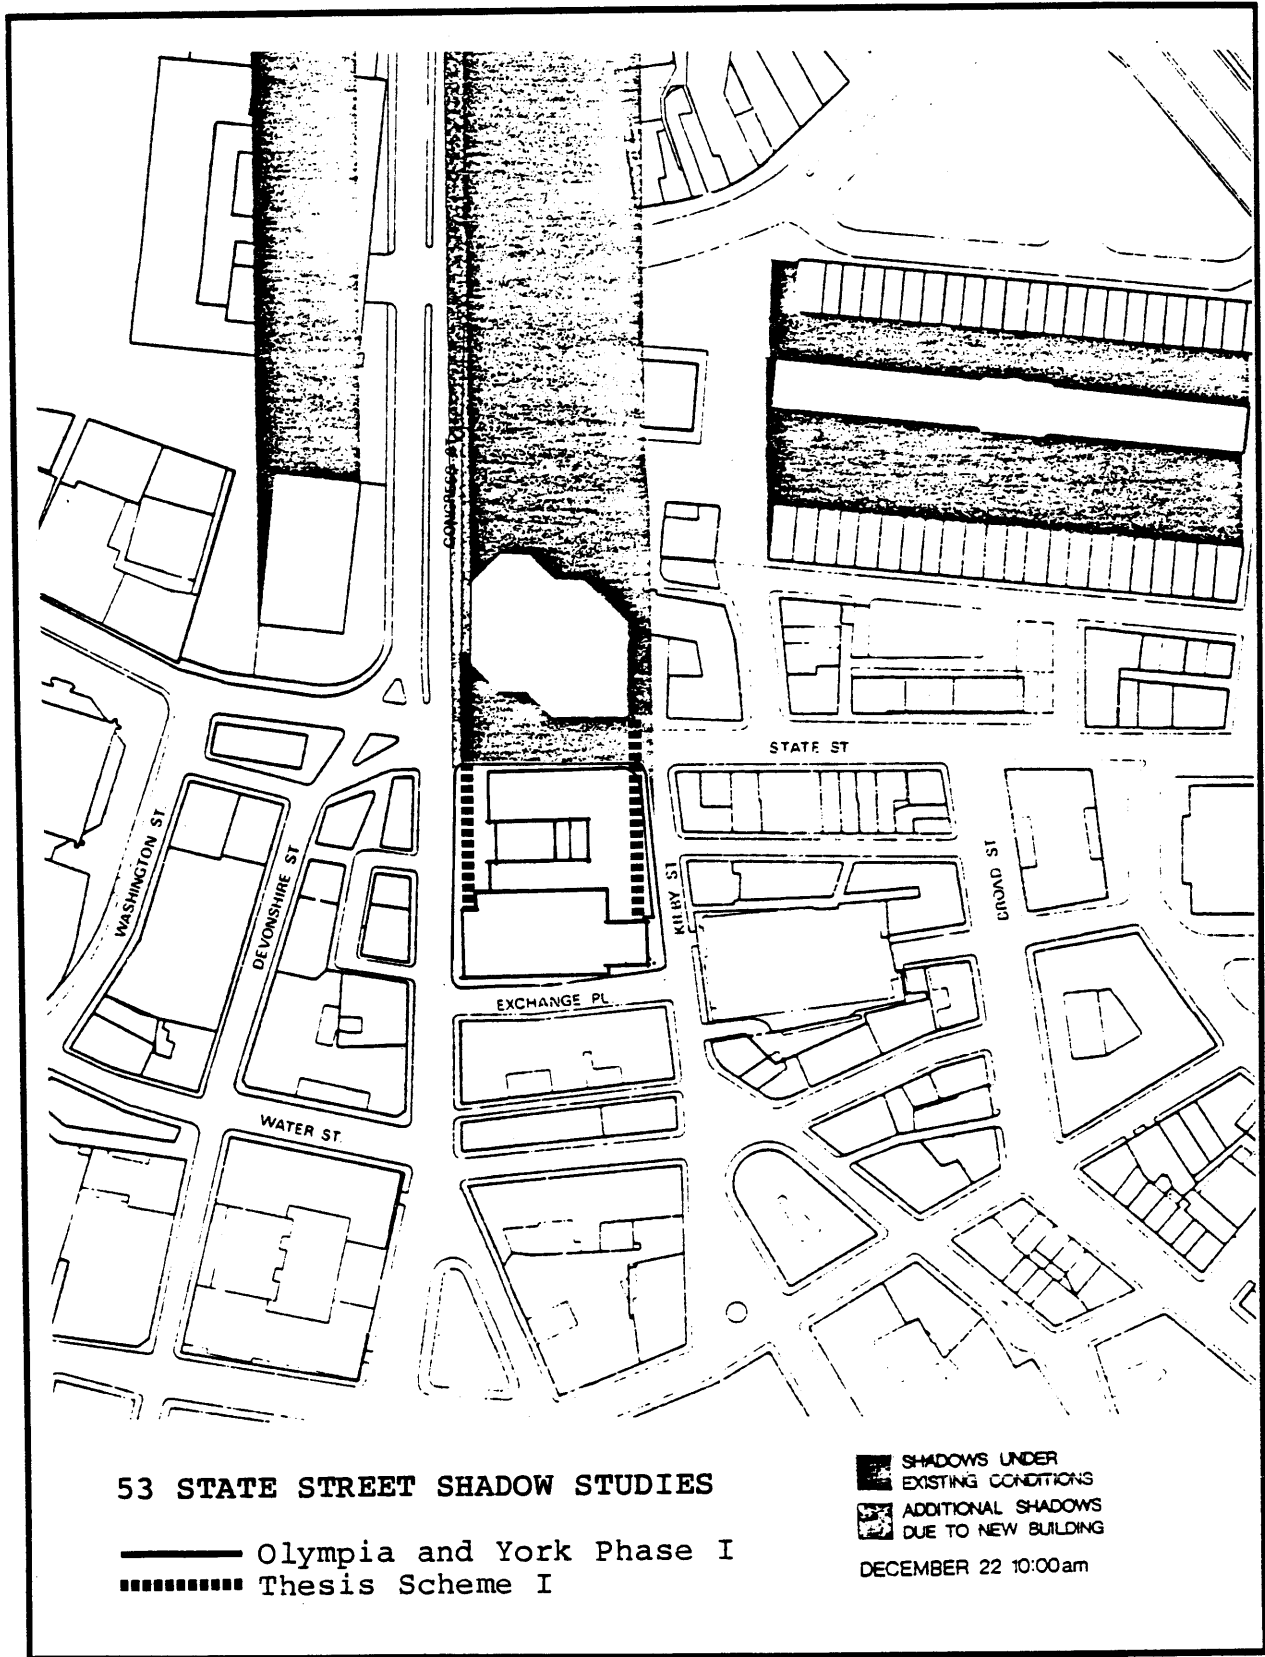 CONGRESS ST
STATE ST
WASHINGTON ST
DEVONSHIRE ST
KILBY ST
BROAD ST
EXCHANGE PL
WATER ST.
53 STATE STREET SHADOW STUDIES
Olympia and York Phase I
Thesis Scheme I
SHADOWS UNDER
EXISTING CONDITIONS
ADDITIONAL SHADOWS
DUE TO NEW BUILDING
DECEMBER 22 10:00am